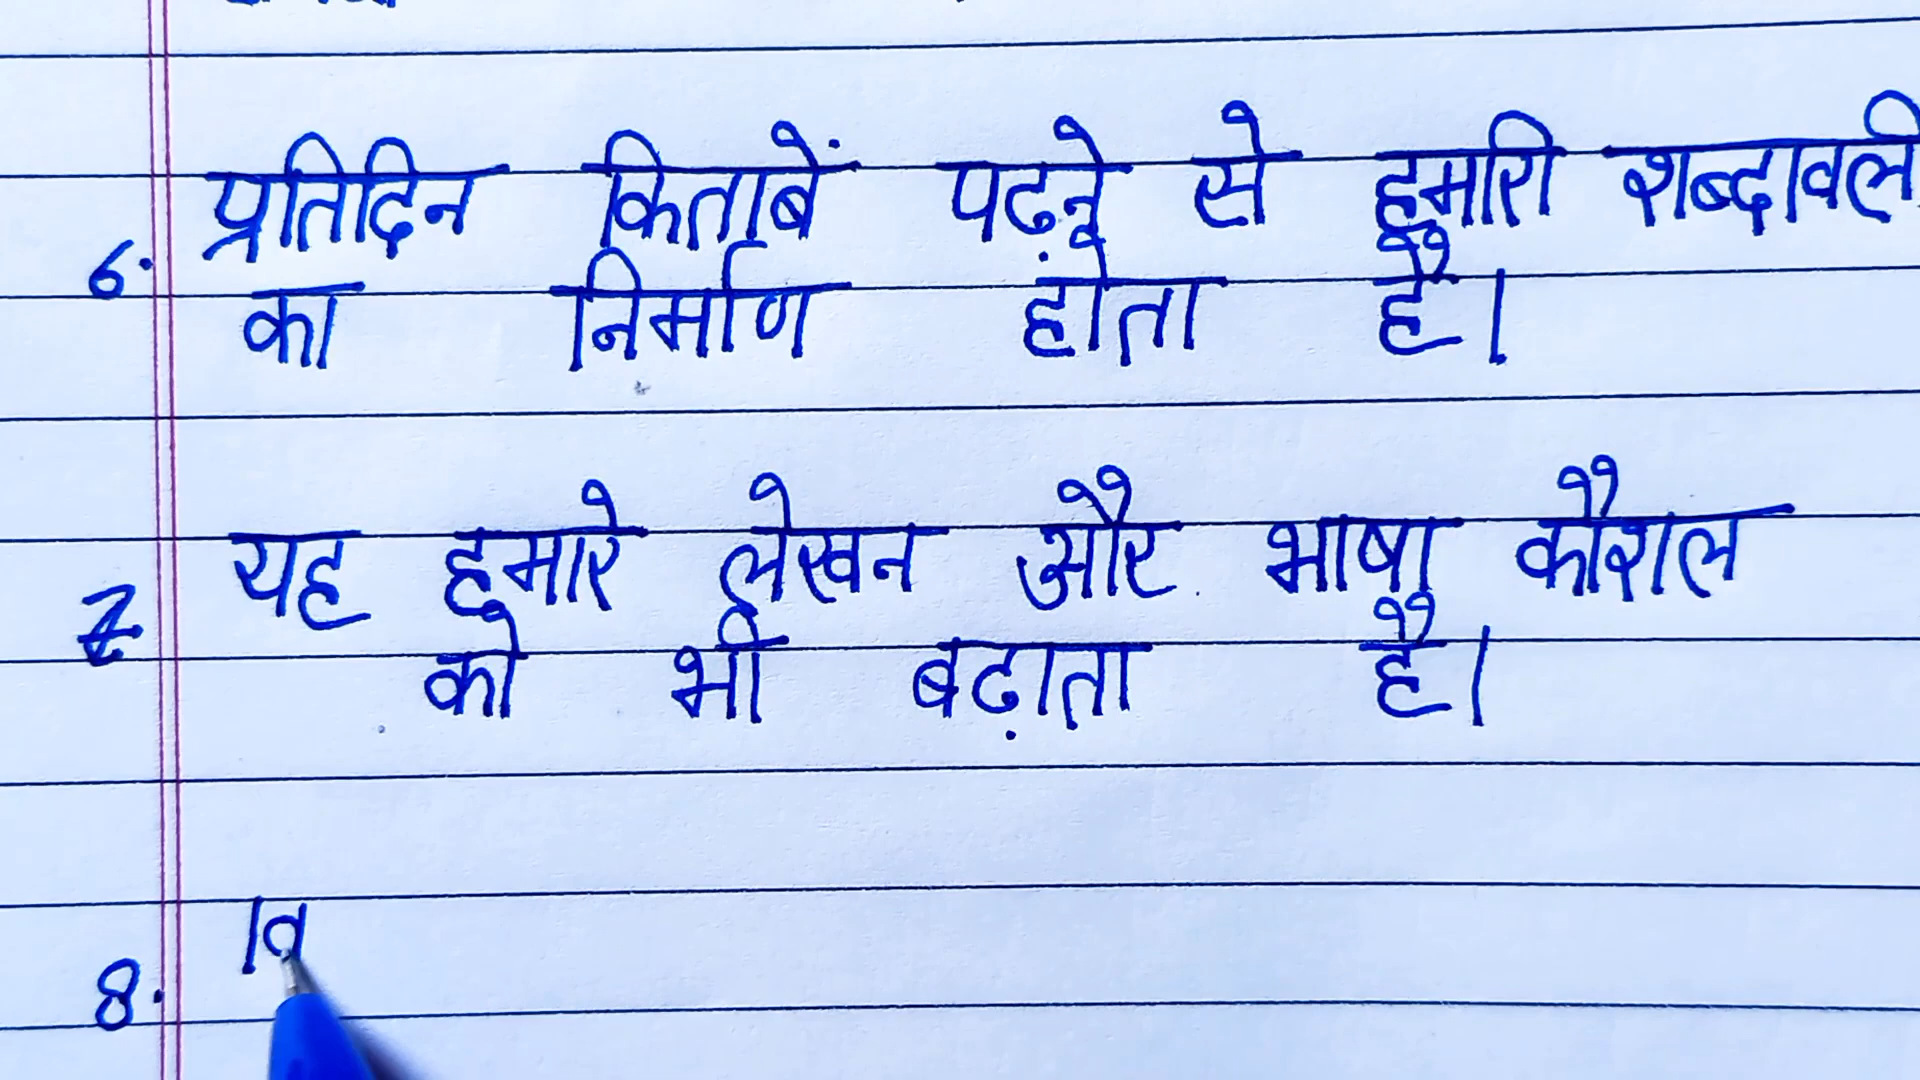 6. प्रतिदिन किताबें पढ़ने से हमारी शब्दावली
का निर्माण होता है।
7 यह हमारे लेखन और भाषा कौशल
को भी बढ़ाता है।
8.